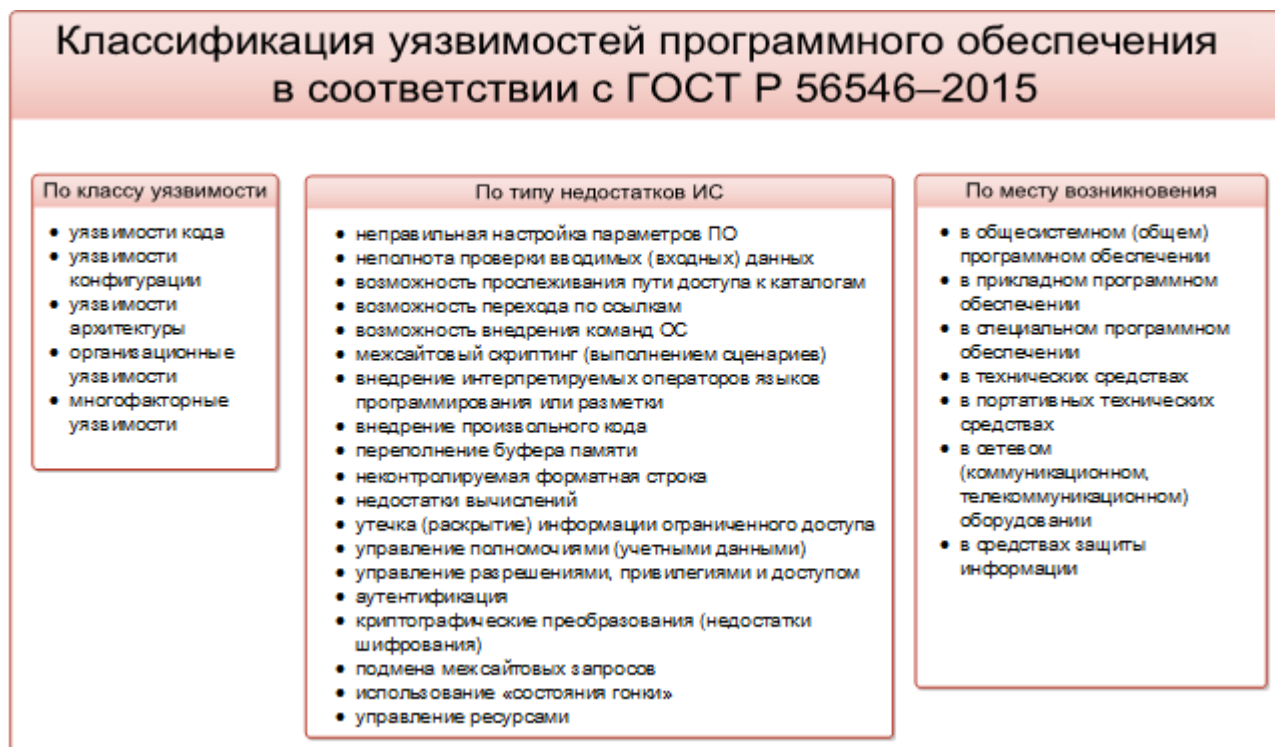 Классификация уязвимостей программного обеспечения
в соответствии с ГОСТ Р 56546–2015
По классу уязвимости
• уязвимости кода
• уязвимости
конфигурации
• уязвимости
архитектуры
• организационные
уязвимости
• многофакторные
уязвимости
По типу недостатков ИС
• неправильная настройка параметров ПО
• неполнота проверки вводимых (входных) данных
• возможность прослеживания пути доступа к каталогам
• возможность перехода по ссылкам
• возможность внедрения команд ОС
• межсайтовый скриптинг (выполнением сценариев)
• внедрение интерпретируемых операторов языков
программирования или разметки
• внедрение произвольного кода
• переполнение буфера памяти
• неконтролируемая форматная строка
• недостатки вычислений
• утечка (раскрытие) информации ограниченного доступа
• управление полномочиями (учетными данными)
• управление разрешениями, привилегиями и доступом
• аутентификация
• криптографические преобразования (недостатки
шифрования)
• подмена межсайтовых запросов
• использование «состояния гонки»
• управление ресурсами
По месту возникновения
• в общесистемном (общем)
программном обеспечении
• в прикладном программном
обеспечении
• в специальном программном
обеспечении
• в технических средствах
• в портативных технических
средствах
• в сетевом
(коммуникационном,
телекоммуникационном)
оборудовании
• в средствах защиты
информации